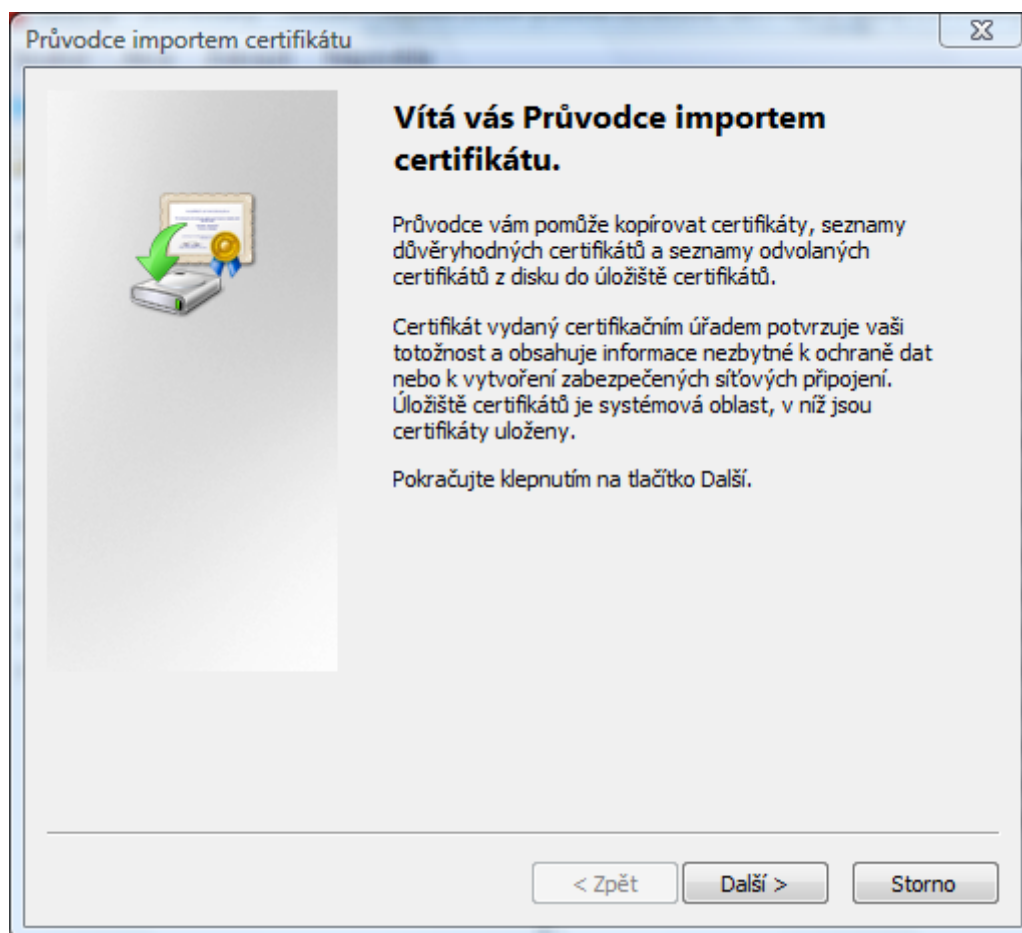 Průvodce importem certifikátu
Vítá vás Průvodce importem
certifikátu.
Průvodce vám pomůže kopírovat certifikáty, seznamy
důvěryhodných certifikátů a seznamy odvolaných
certifikátů z disku do úložiště certifikátů.
Certifikát vydaný certifikačním úřadem potvrzuje vaši
totožnost a obsahuje informace nezbytné k ochraně dat
nebo k vytvoření zabezpečených síťových připojení.
Úložiště certifikátů je systémová oblast, v níž jsou
certifikáty uloženy.
Pokračujte klepnutím na tlačítko Další.
< Zpět Další > Storno